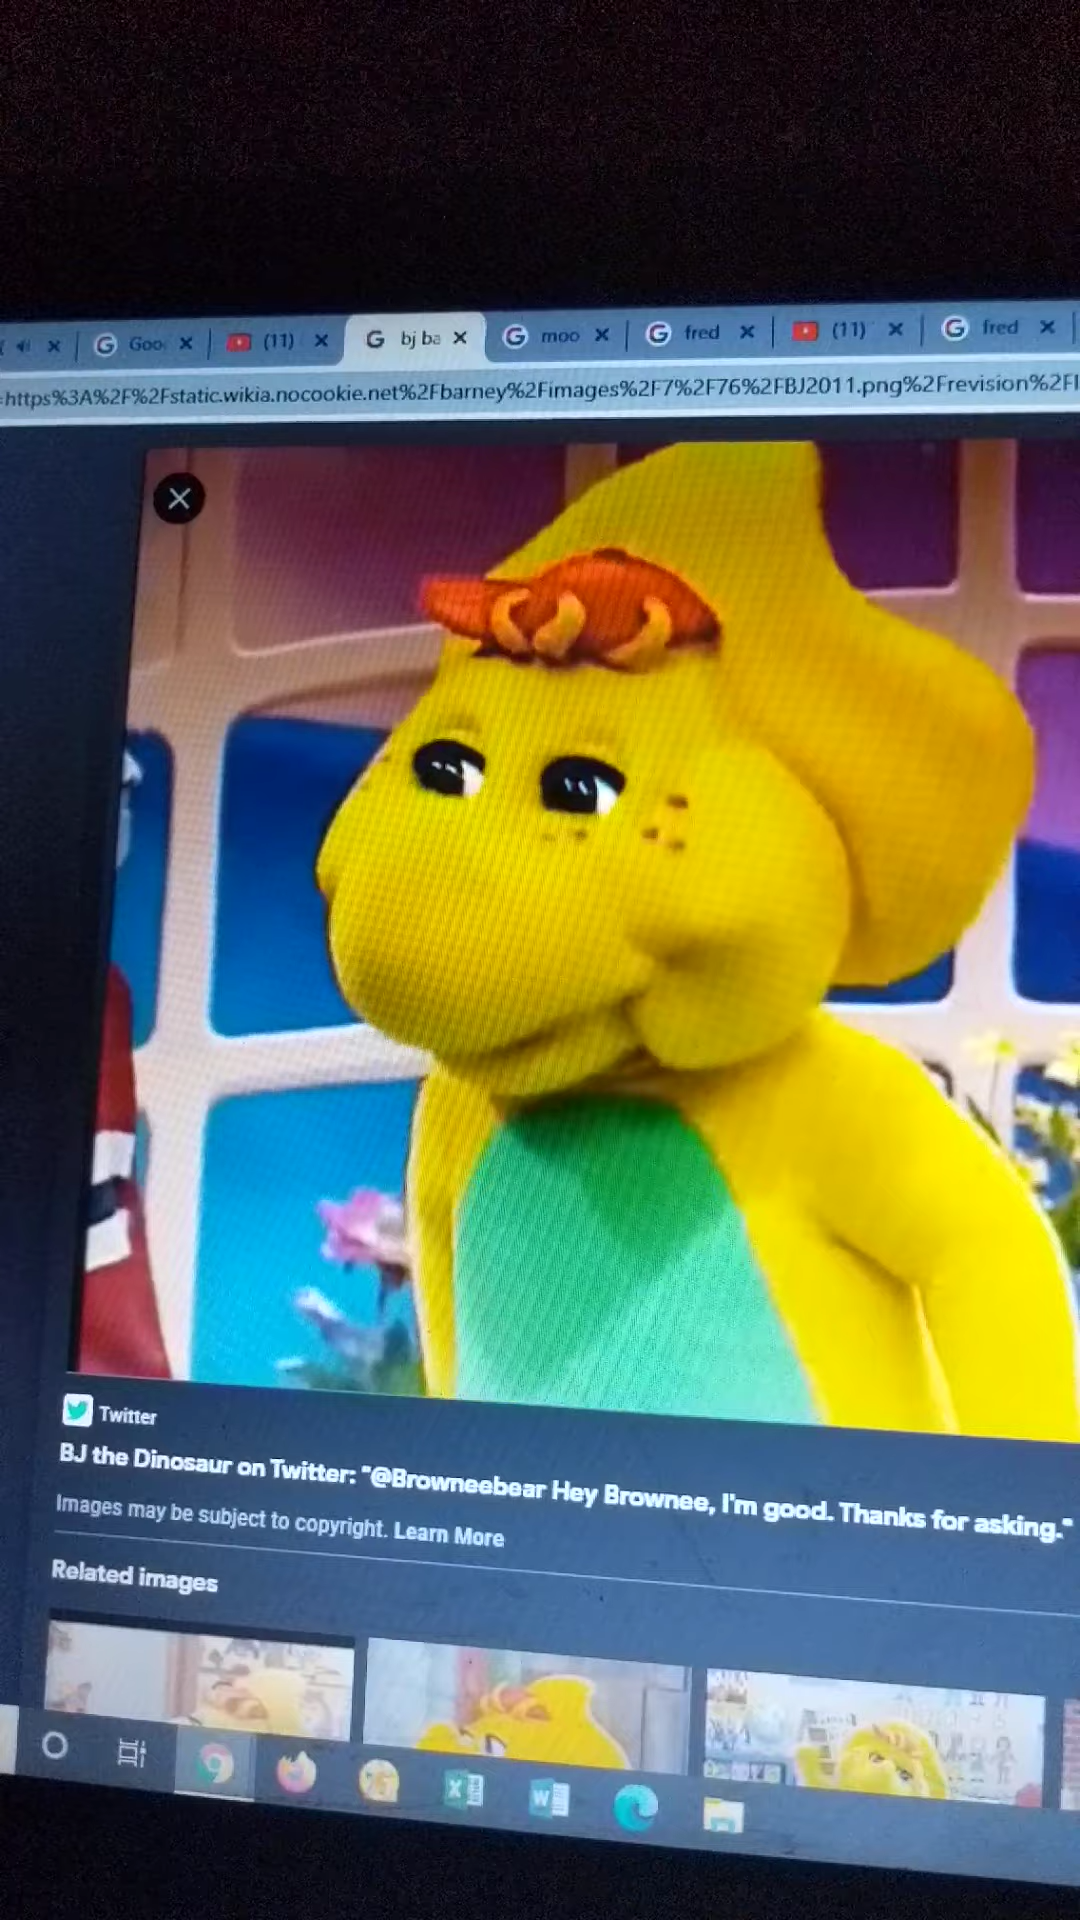 Goo
(11)
bj ba
moo
fred
(11)
fred
=https%3A%2F%2Fstatic.wikia.nocookie.net%2Fbarney%2Fimages%2F7%2F76%2FBJ2011.png%2Frevision%2Fl
Twitter
BJ the Dinosaur on Twitter: "@Browneebear Hey Brownee, I'm good. Thanks for asking."
Images may be subject to copyright. Learn More
Related images